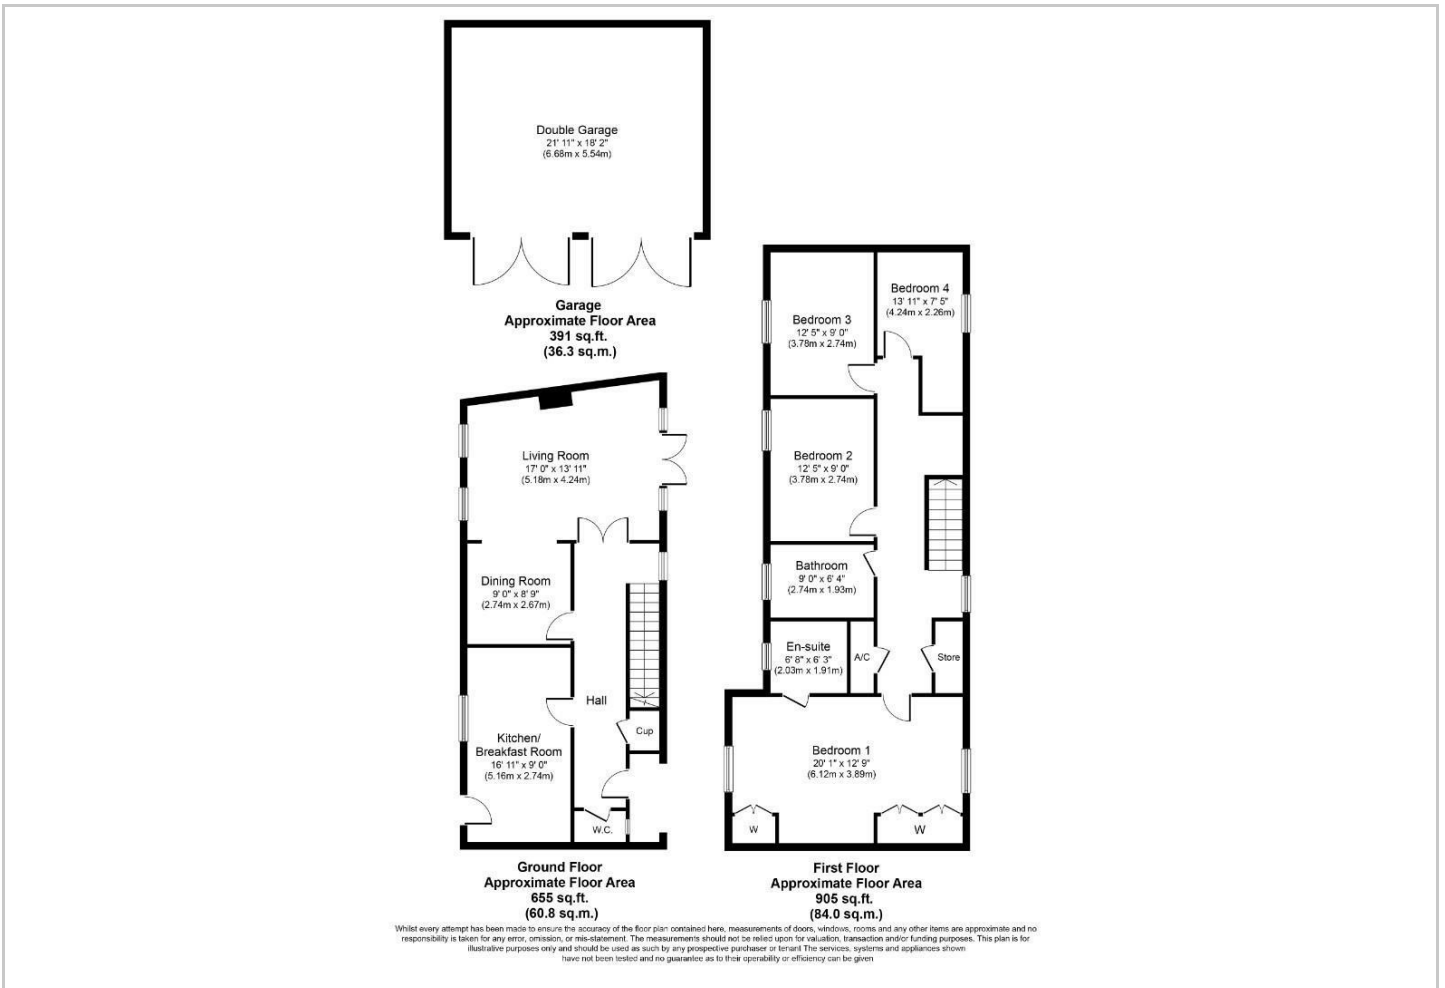 Double Garage
21' 11" x 18' 2"
(6.68m x 5.54m)
Garage
Approximate Floor Area
391 sq.ft.
(36.3 sq.m.)
Living Room
17' 0" x 13' 11"
(5.18m x 4.24m)
Dining Room
9' 0" x 8' 9"
(2.74m x 2.67m)
Hall
Cup
Kitchen/
Breakfast Room
16' 11" x 9' 0"
(5.16m x 2.74m)
W.C.
Ground Floor
Approximate Floor Area
655 sq.ft.
(60.8 sq.m.)
Bedroom 4
13' 11" x 7' 5"
(4.24m x 2.26m)
Bedroom 3
12' 5" x 9' 0"
(3.78m x 2.74m)
Bedroom 2
12' 5" x 9' 0"
(3.78m x 2.74m)
Bathroom
9' 0" x 6' 4"
(2.74m x 1.93m)
En-suite
6' 8" x 6' 3"
(2.03m x 1.91m)
A/C
Store
Bedroom 1
20' 1" x 12' 9"
(6.12m x 3.89m)
W
W
First Floor
Approximate Floor Area
905 sq.ft.
(84.0 sq.m.)
Whilst every attempt has been made to ensure the accuracy of the floor plan contained here, measurements of doors, windows, rooms and any other items are approximate and no
responsibility is taken for any error, omission, or mis-statement. The measurements should not be relied upon for valuation, transaction and/or funding purposes. This plan is for
illustrative purposes only and should be used as such by any prospective purchaser or tenant The services, systems and appliances shown
have not been tested and no guarantee as to their operability or efficiency can be given